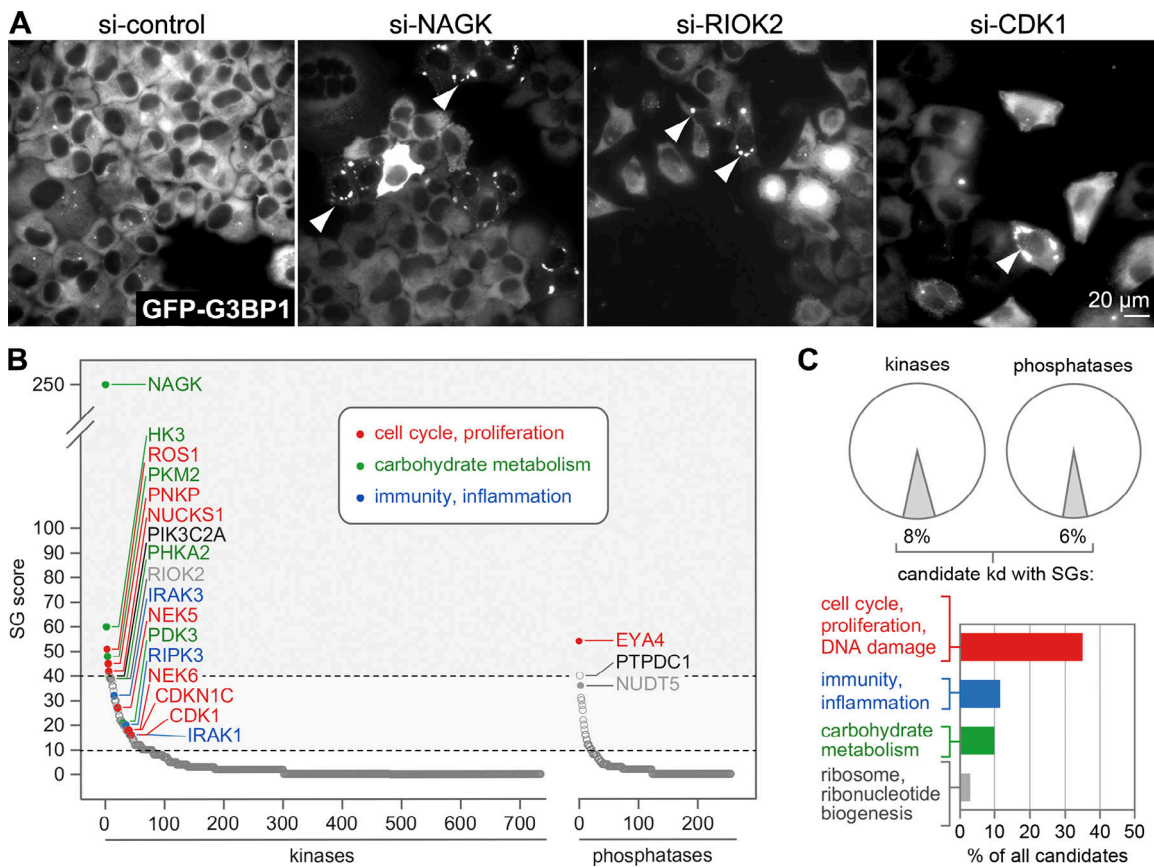 A
si-control
si-NAGK
si-RIOK2
si-CDK1
GFP-G3BP1
20 µm
B
SG score
250
100
90
80
70
60
50
40
30
20
10
0
NAGK
HK3
ROS1
PKM2
PNKP
NUCKS1
PIK3C2A
PHKA2
RIOK2
IRAK3
NEK5
PDK3
RIPK3
NEK6
CDKN1C
CDK1
IRAK1
cell cycle, proliferation
carbohydrate metabolism
immunity, inflammation
EYA4
PTPDC1
NUDT5
0 100 200 300 400 500 600 700
kinases
0 100 200
phosphatases
C
kinases
phosphatases
8%
6%
candidate kd with SGs:
cell cycle,
proliferation,
DNA damage
immunity,
inflammation
carbohydrate
metabolism
ribosome,
ribonucleotide
biogenesis
0 10 20 30 40 50
% of all candidates